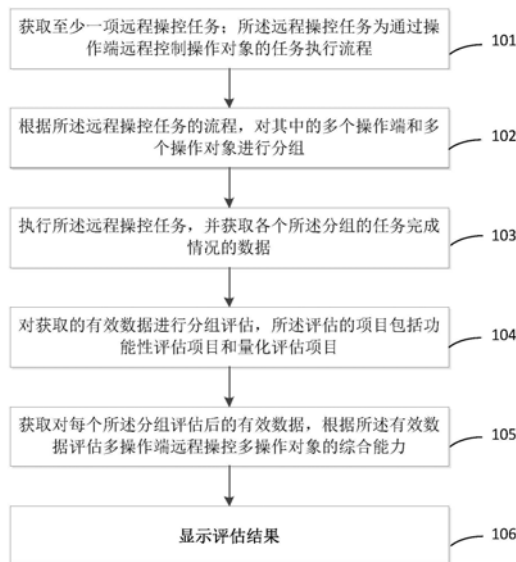 获取至少一项远程操控任务；所述远程操控任务为通过操
作端远程控制操作对象的任务执行流程
101
根据所述远程操控任务的流程，对其中的多个操作端和多
个操作对象进行分组
102
执行所述远程操控任务，并获取各个所述分组的任务完成
情况的数据
103
对获取的有效数据进行分组评估，所述评估的项目包括功
能性评估项目和量化评估项目
104
获取对每个所述分组评估后的有效数据，根据所述有效数
据评估多操作端远程操控多操作对象的综合能力
105
显示评估结果
106